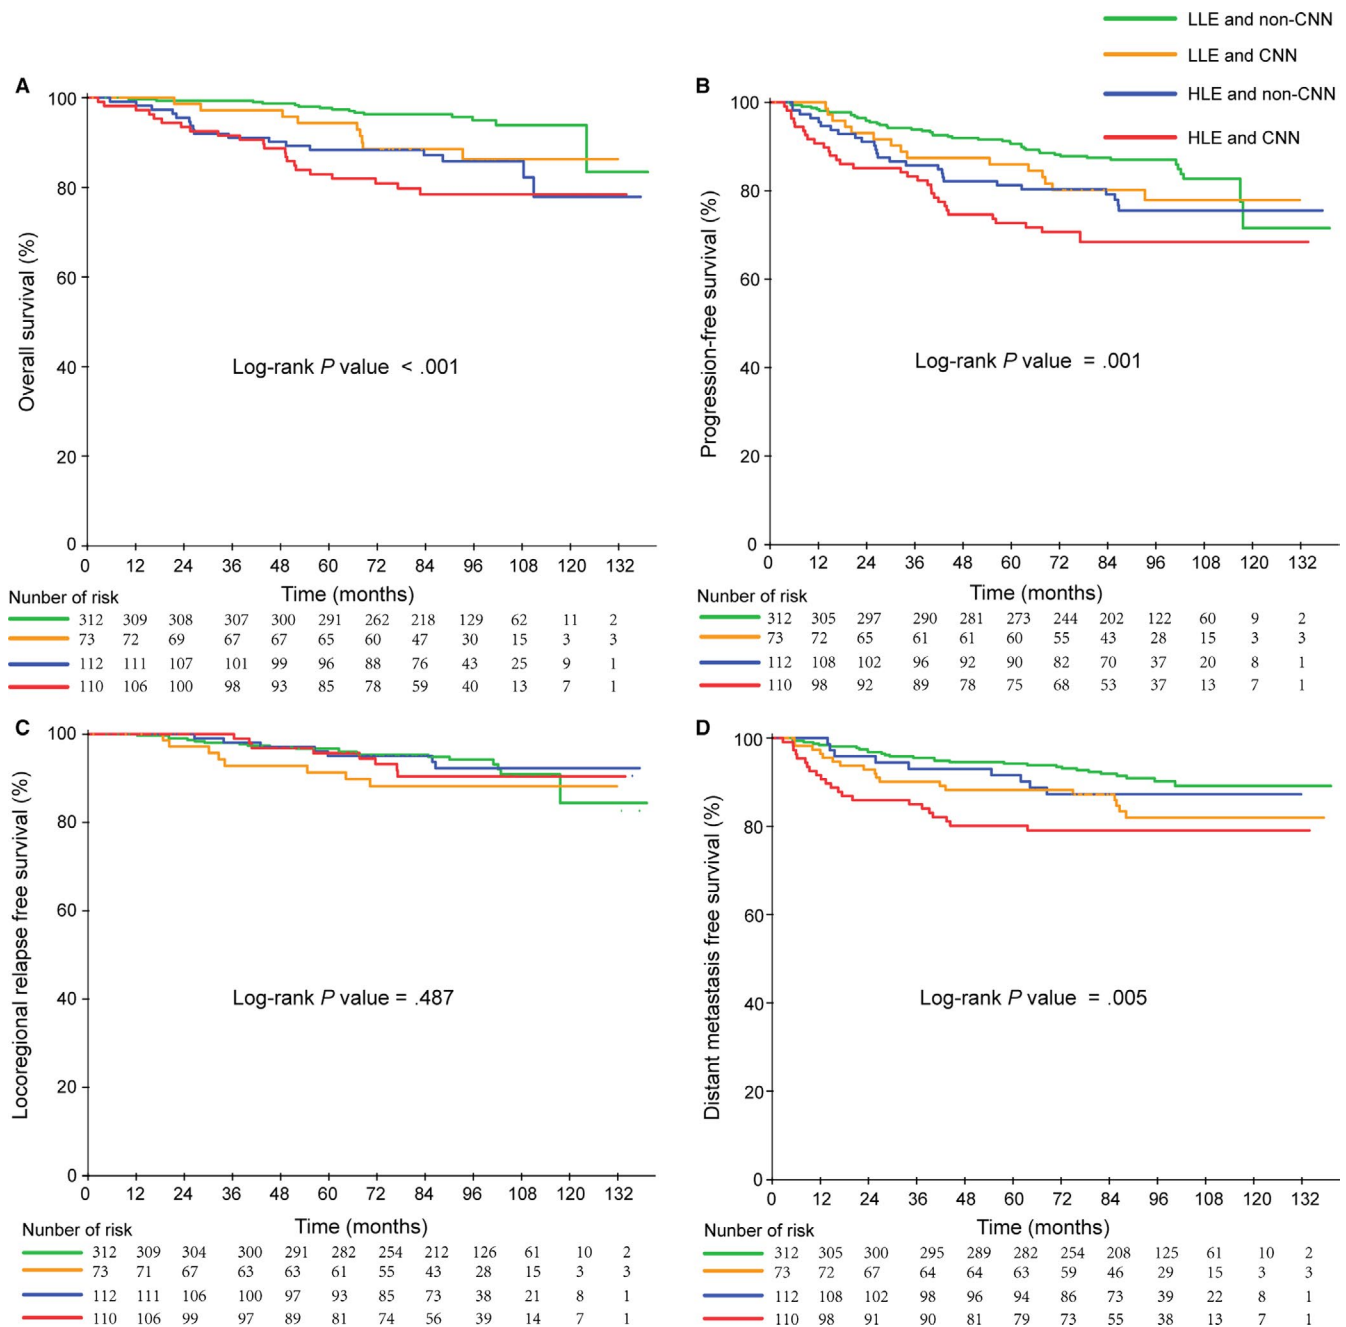 LLE and non-CNN
LLE and CNN
HLE and non-CNN
HLE and CNN
A
Overall survival (%)
100
80
60
40
20
0
Log-rank P value < .001
0 12 24 36 48 60 72 84 96 108 120 132
Time (months)
Nunber of risk
312 309 308 307 300 291 262 218 129 62 11 2
73 72 69 67 67 65 60 47 30 15 3 3
112 111 107 101 99 96 88 76 43 25 9 1
110 106 100 98 93 85 78 59 40 13 7 1
B
Progression-free survival (%)
100
80
60
40
20
0
Log-rank P value = .001
0 12 24 36 48 60 72 84 96 108 120 132
Time (months)
Nunber of risk
312 305 297 290 281 273 244 202 122 60 9 2
73 72 65 61 61 60 55 43 28 15 3 3
112 108 102 96 92 90 82 70 37 20 8 1
110 98 92 89 78 75 68 53 37 13 7 1
C
Locoregional relapse free survival (%)
100
80
60
40
20
0
Log-rank P value = .487
0 12 24 36 48 60 72 84 96 108 120 132
Time (months)
Nunber of risk
312 309 304 300 291 282 254 212 126 61 10 2
73 71 67 63 63 61 55 43 28 15 3 3
112 111 106 100 97 93 85 73 38 21 8 1
110 106 99 97 89 81 74 56 39 14 7 1
D
Distant metastasis free survival (%)
100
80
60
40
20
0
Log-rank P value = .005
0 12 24 36 48 60 72 84 96 108 120 132
Time (months)
Nunber of risk
312 305 300 295 289 282 254 208 125 61 10 2
73 72 67 64 64 63 59 46 29 15 3 3
112 108 102 98 96 94 86 73 39 22 8 1
110 98 91 90 81 79 73 55 38 13 7 1